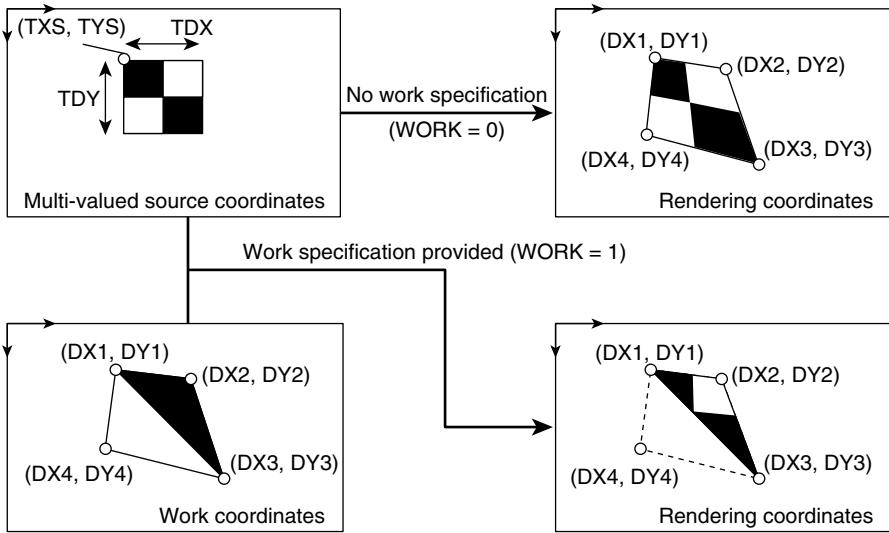 (TXS, TYS)
TDX
TDY
Multi-valued source coordinates
No work specification
(WORK = 0)
(DX1, DY1)
(DX2, DY2)
(DX4, DY4)
(DX3, DY3)
Rendering coordinates
Work specification provided (WORK = 1)
(DX1, DY1)
(DX2, DY2)
(DX4, DY4)
(DX3, DY3)
Work coordinates
(DX1, DY1)
(DX2, DY2)
(DX4, DY4)
(DX3, DY3)
Rendering coordinates